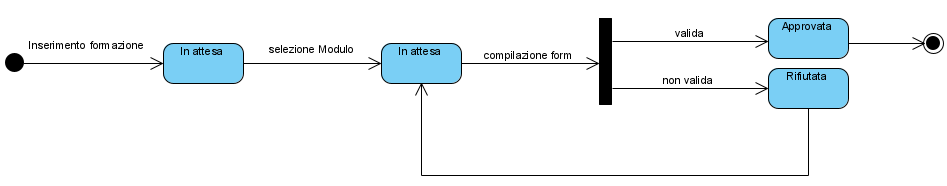 Inserimento formazione
In attesa
selezione Modulo
In attesa
compilazione form
valida
Approvata
non valida
Rifiutata